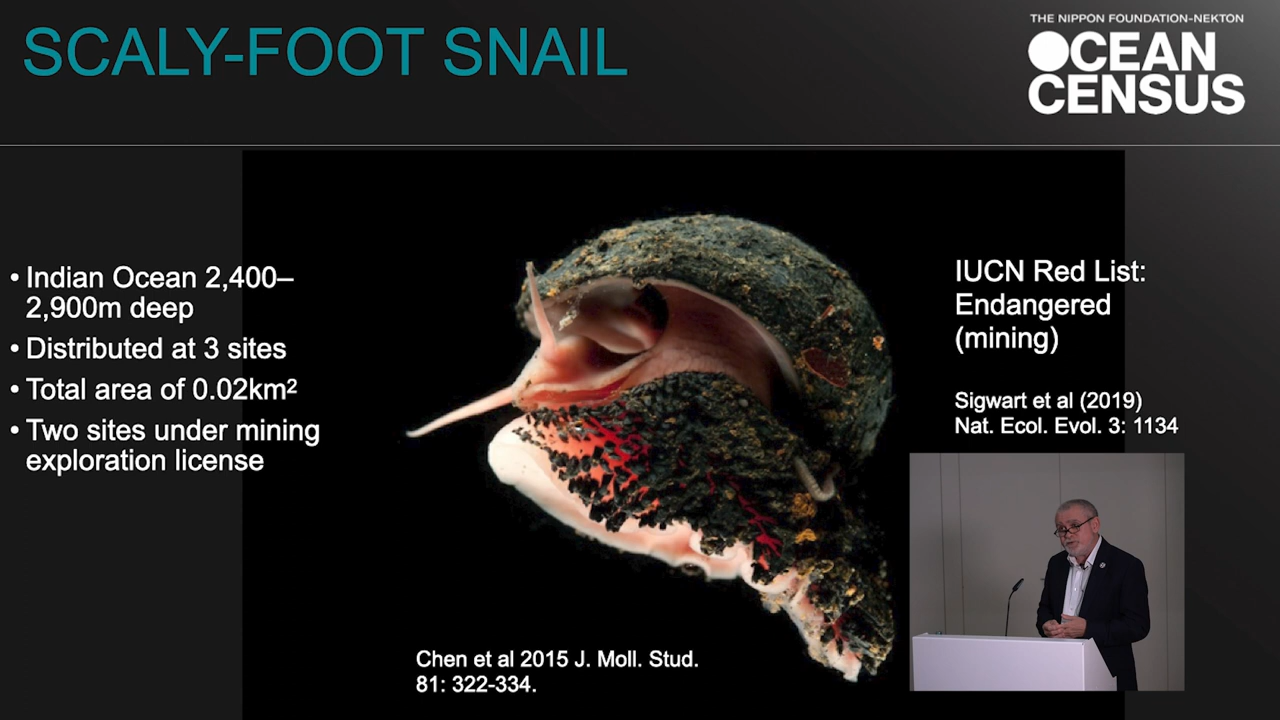 SCALY-FOOT SNAIL
THE NIPPON FOUNDATION-NEKTON
OCEAN
CENSUS
• Indian Ocean 2,400–
2,900m deep
• Distributed at 3 sites
• Total area of 0.02km²
• Two sites under mining
exploration license
IUCN Red List:
Endangered
(mining)
Sigwart et al (2019)
Nat. Ecol. Evol. 3: 1134
Chen et al 2015 J. Moll. Stud.
81: 322-334.